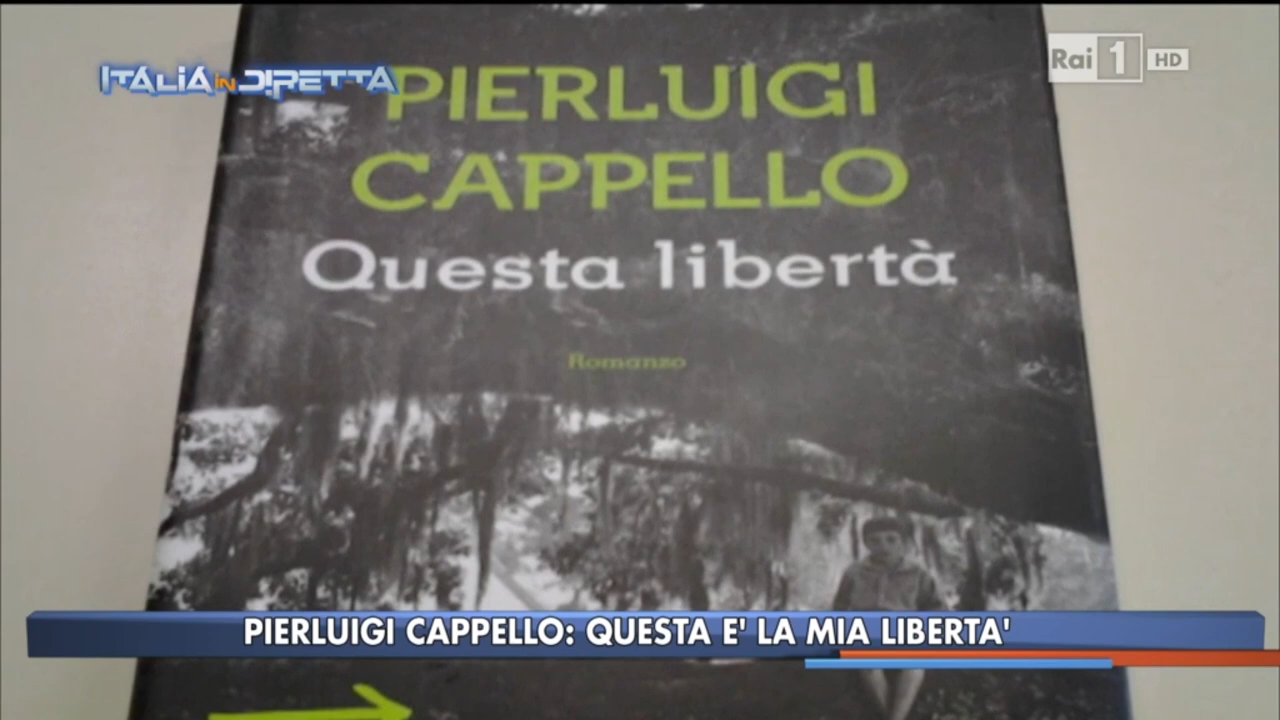 ITALIA IN DIRETTA
Rai 1 HD
PIERLUIGI
CAPPELLO
Questa libertà
Romanzo
PIERLUIGI CAPPELLO: QUESTA E' LA MIA LIBERTA'